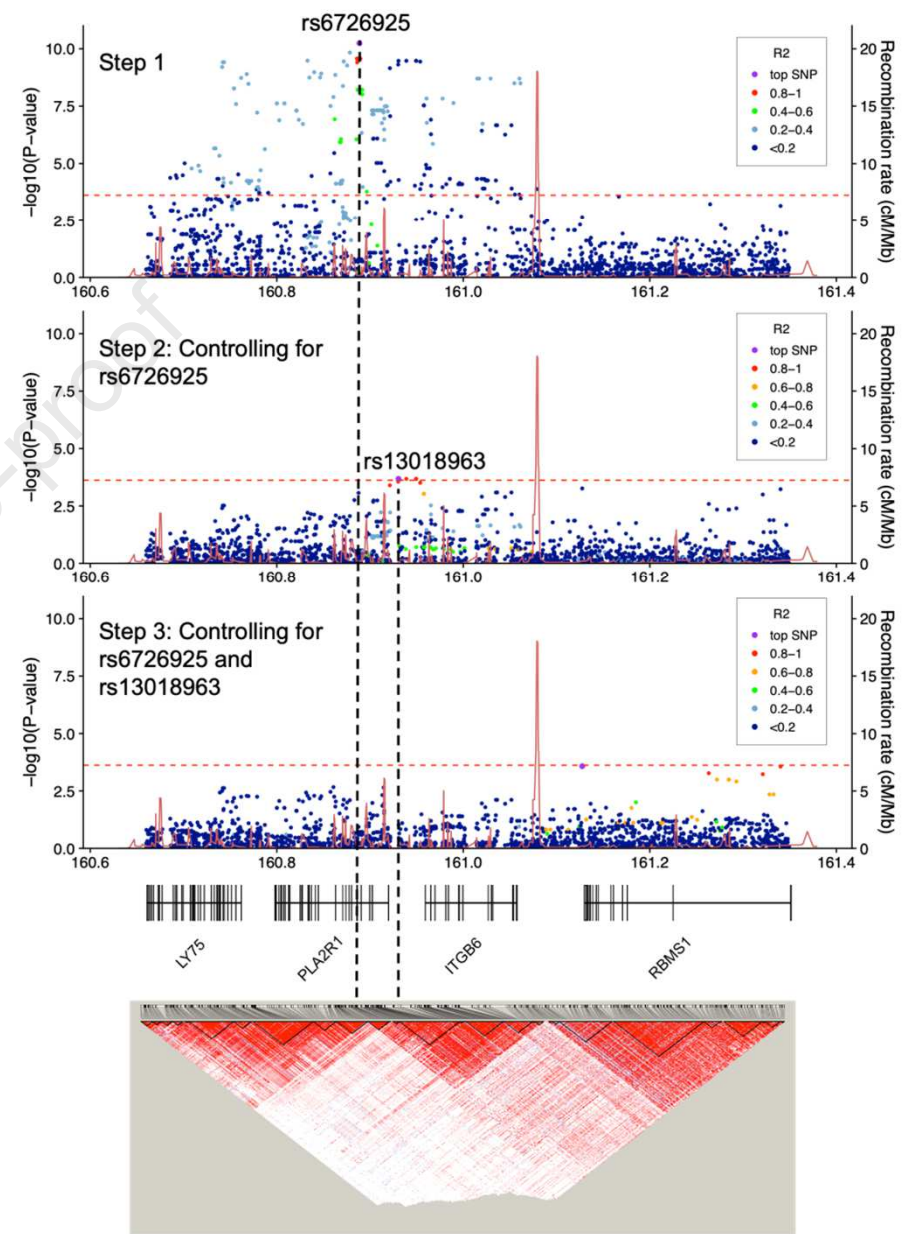 rs6726925
Step 1
10.0
7.5
5.0
2.5
0.0
−log10(P−value)
160.6
160.8
161.0
161.2
161.4
20
15
10
5
0
Recombination rate (cM/Mb)
R2
top SNP
0.8−1
0.4−6
0.2−0.4
<0.2
Step 2: Controlling for
rs6726925
rs13018963
10.0
7.5
5.0
2.5
0.0
−log10(P−value)
160.6
160.8
161.0
161.2
161.4
20
15
10
5
0
Recombination rate (cM/Mb)
R2
top SNP
0.8−1
0.6−0.8
0.4−0.6
0.2−0.4
<0.2
Step 3: Controlling for
rs6726925 and
rs13018963
10.0
7.5
5.0
2.5
0.0
−log10(P−value)
160.6
160.8
161.0
161.2
161.4
20
15
10
5
0
Recombination rate (cM/Mb)
R2
top SNP
0.8−1
0.6−0.8
0.4−0.6
0.2−0.4
<0.2
LY75
PLA2R1
ITGB6
RBMS1
-proof